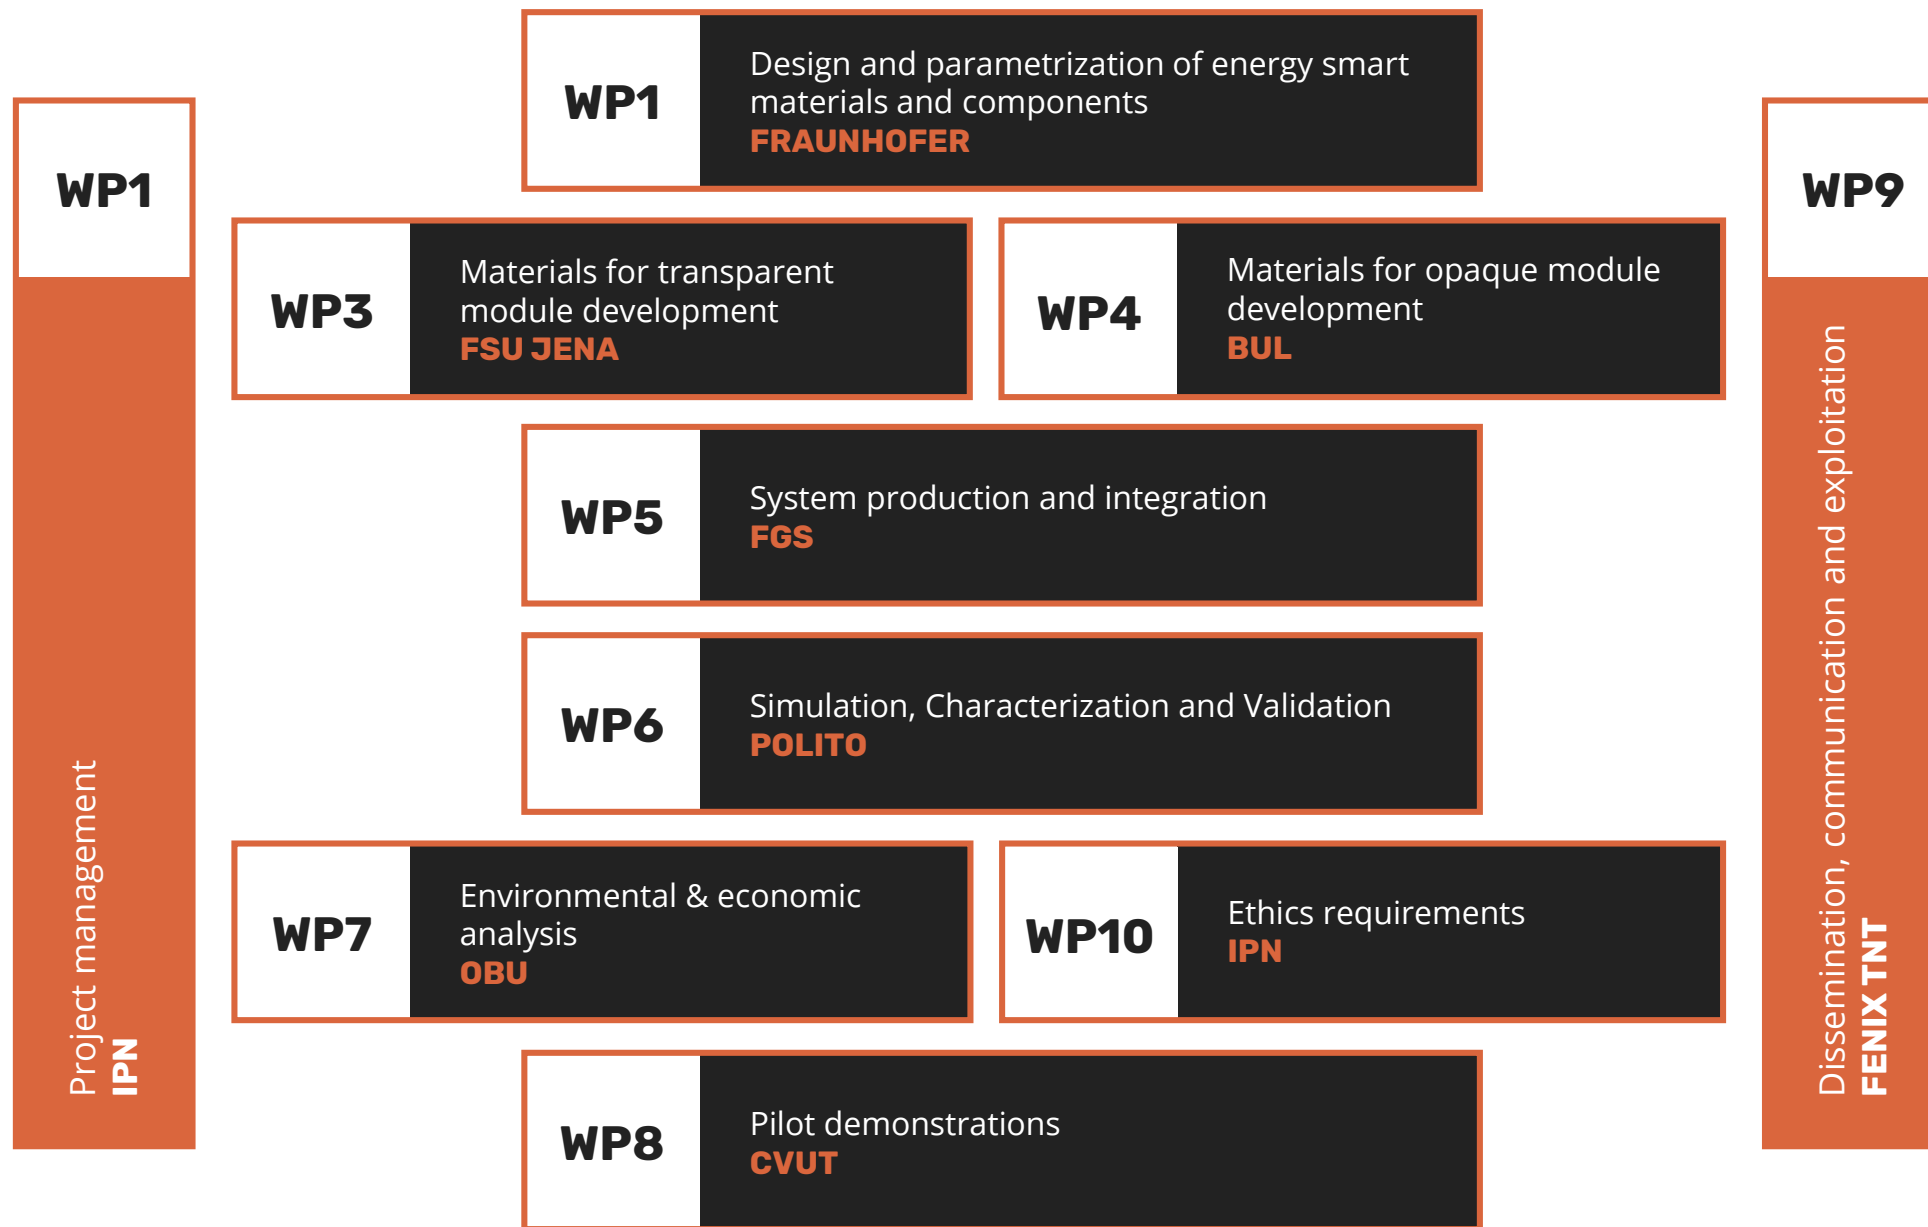 WP1
Project management
IPN
WP1
Design and parametrization of energy smart
materials and components
FRAUNHOFER
WP3
Materials for transparent
module development
FSU JENA
WP4
Materials for opaque module
development
BUL
WP5
System production and integration
FGS
WP6
Simulation, Characterization and Validation
POLITO
WP7
Environmental & economic
analysis
OBU
WP10
Ethics requirements
IPN
WP8
Pilot demonstrations
CVUT
WP9
Dissemination, communication and exploitation
FENIX TNT